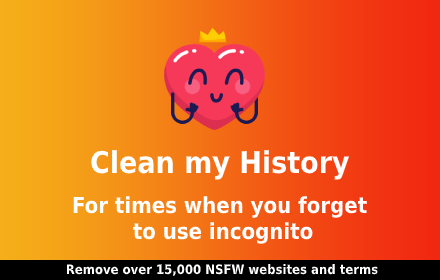 Clean my History
For times when you forget
to use incognito
Remove over 15,000 NSFW websites and terms